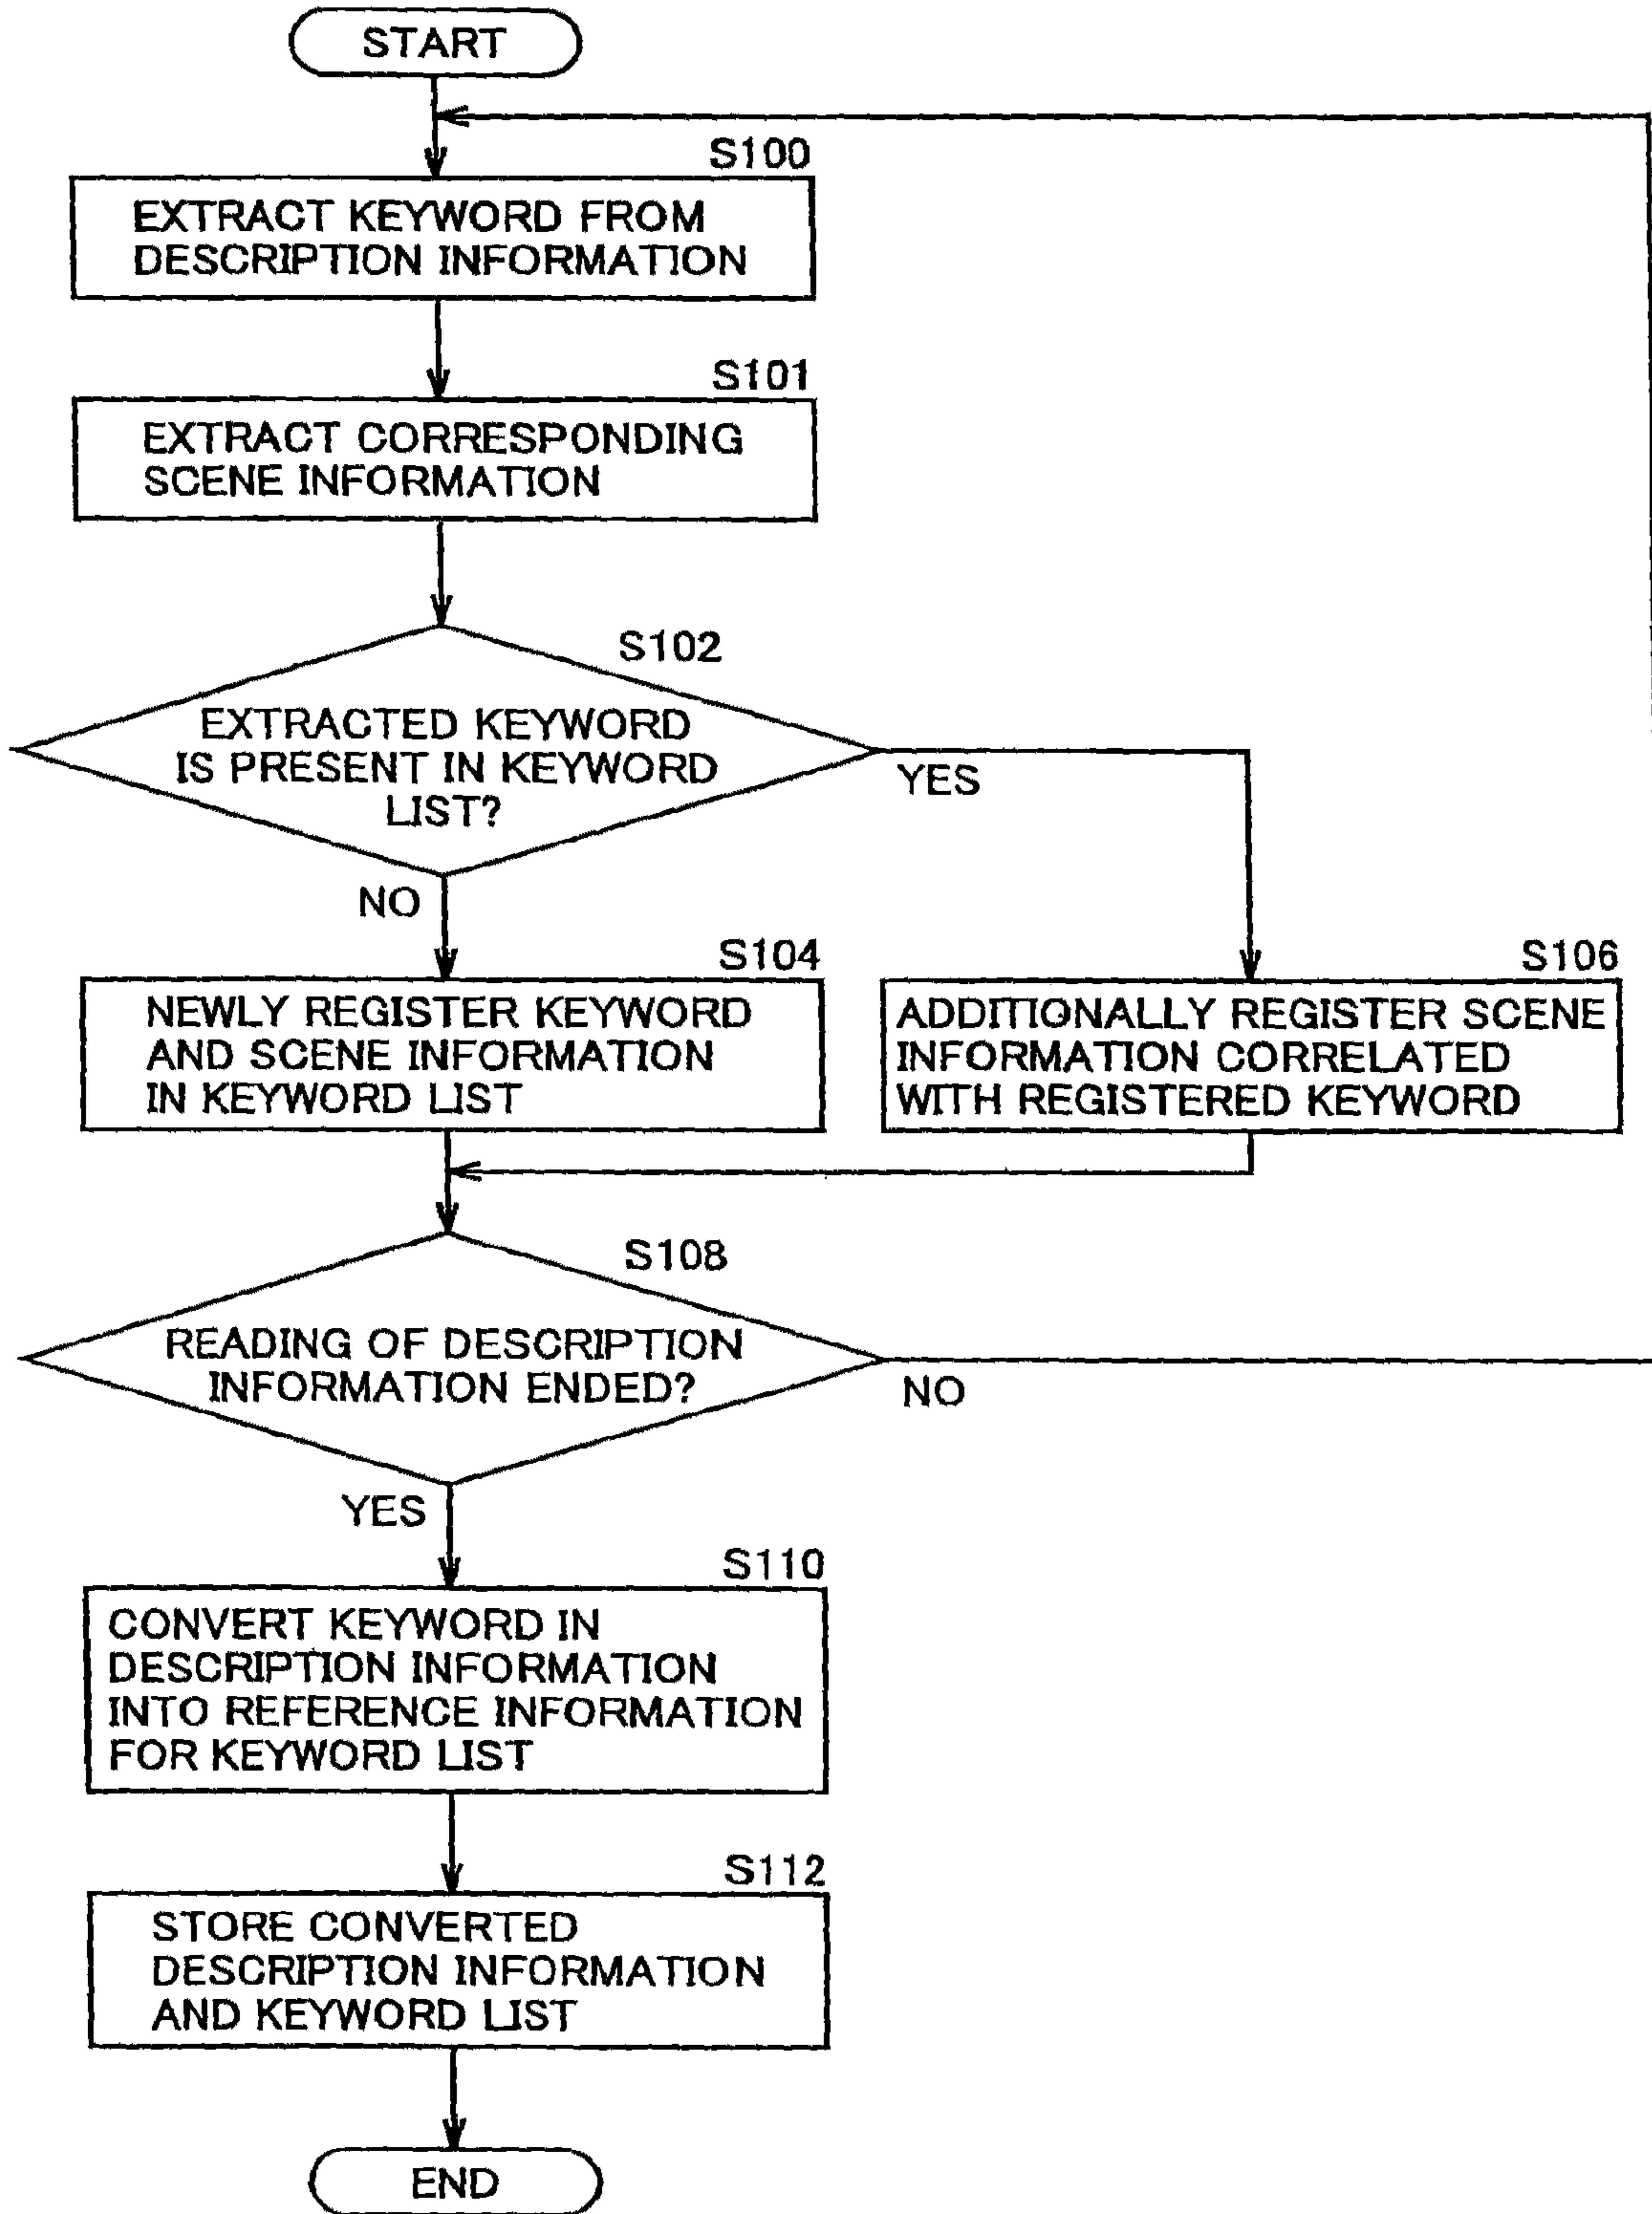 START
S100
EXTRACT KEYWORD FROM
DESCRIPTION INFORMATION
S101
EXTRACT CORRESPONDING
SCENE INFORMATION
S102
EXTRACTED KEYWORD
IS PRESENT IN KEYWORD
LIST?
YES
NO
S104
NEWLY REGISTER KEYWORD
AND SCENE INFORMATION
IN KEYWORD LIST
S106
ADDITIONALLY REGISTER SCENE
INFORMATION CORRELATED
WITH REGISTERED KEYWORD
S108
READING OF DESCRIPTION
INFORMATION ENDED?
NO
YES
S110
CONVERT KEYWORD IN
DESCRIPTION INFORMATION
INTO REFERENCE INFORMATION
FOR KEYWORD LIST
S112
STORE CONVERTED
DESCRIPTION INFORMATION
AND KEYWORD LIST
END